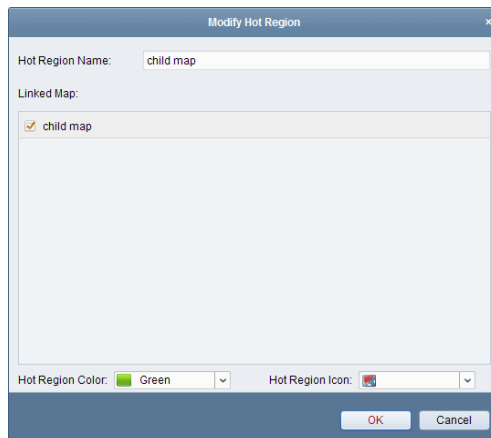 Modify Hot Region
Hot Region Name: child map
Linked Map:
child map
Hot Region Color: Green Hot Region Icon:
OK Cancel